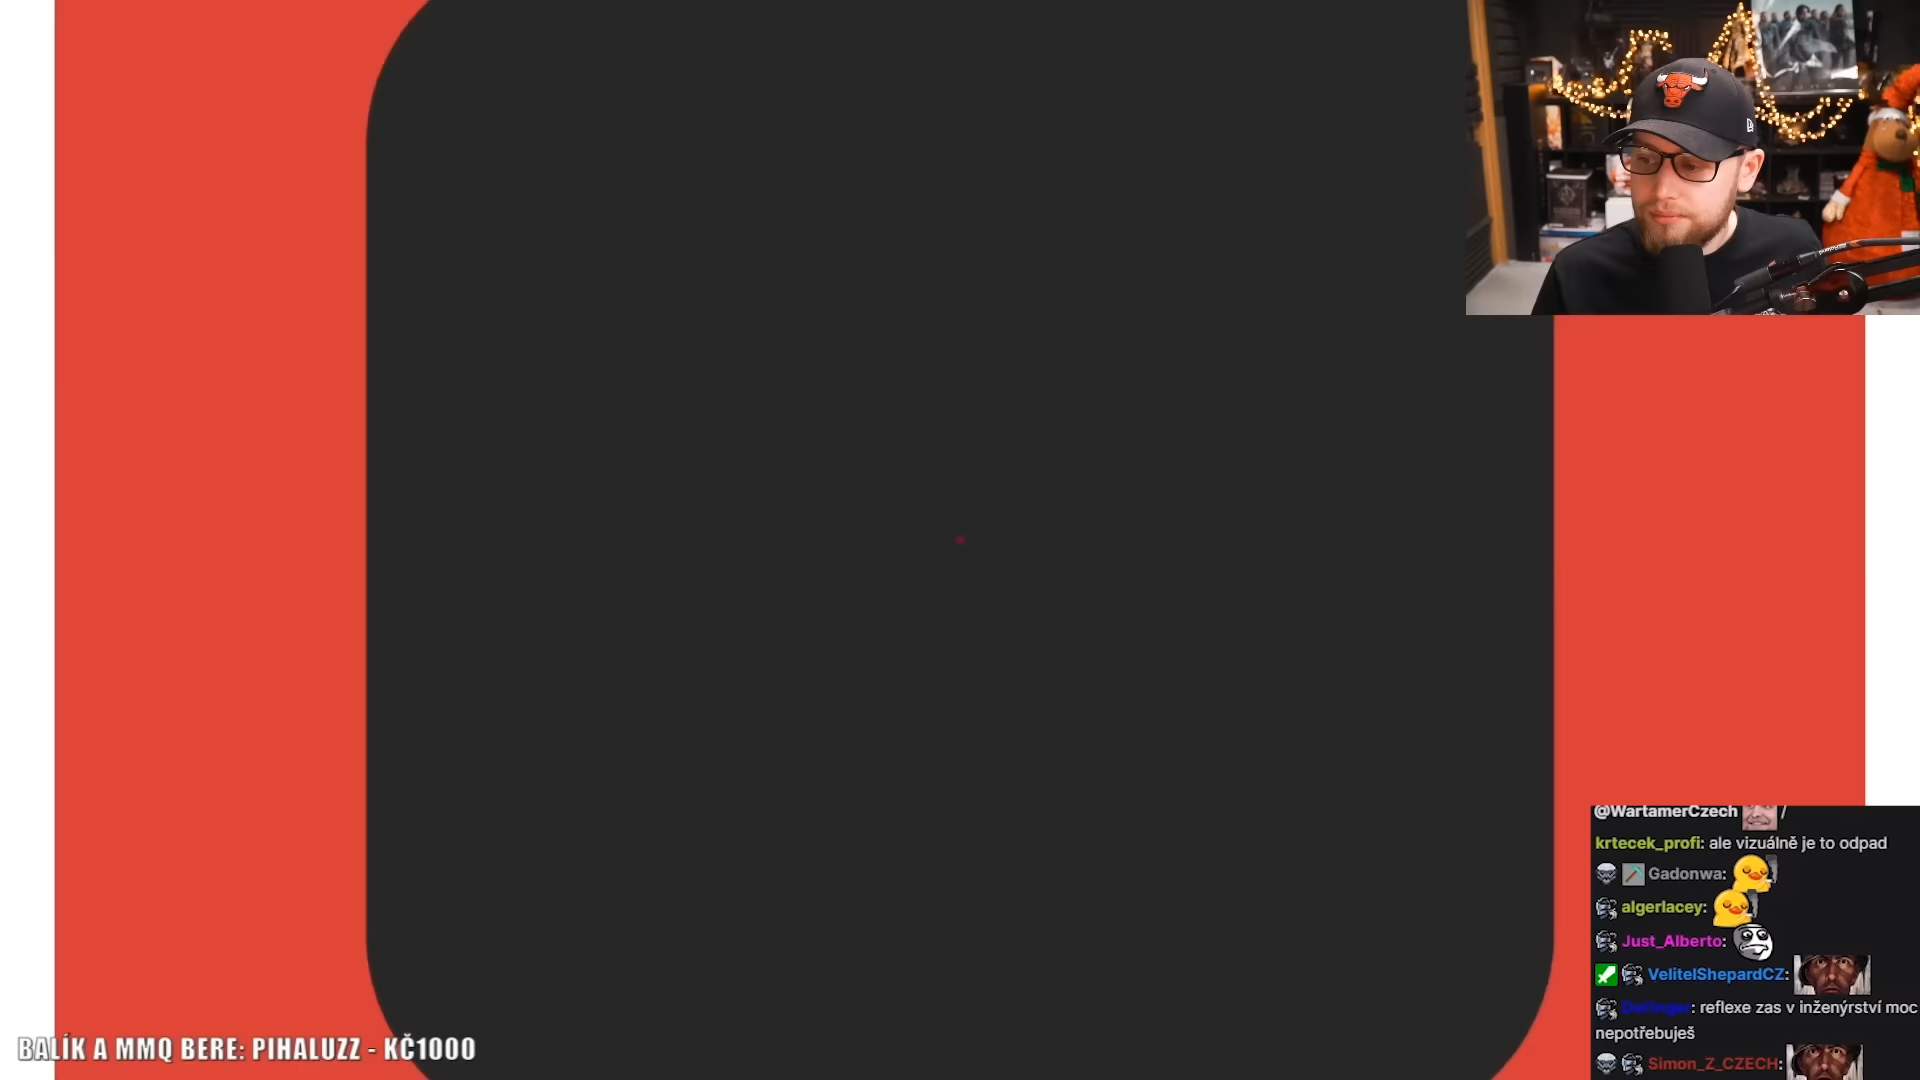 @WartamerCzech /
krtecek_profi: ale vizuálně je to odpad
Gadonwa:
algerlacey:
Just_Alberto:
VelitelShepardCZ:
: reflexe zas v inženýrství moc
nepotřebuješ
Simon_Z_CZECH:
BALÍK A MMQ BERE: PIHALUZZ - KČ1000